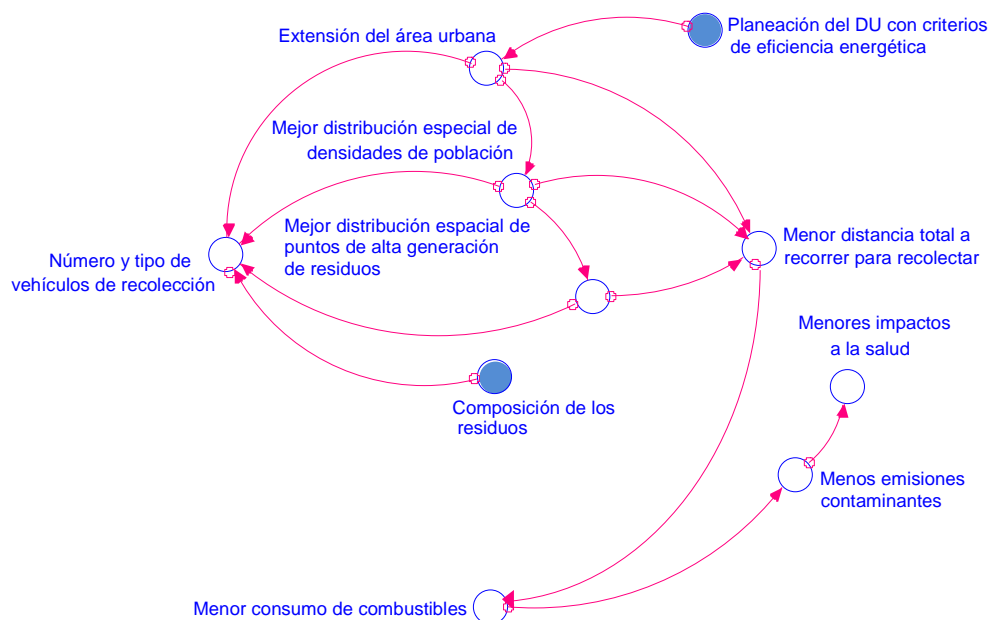 Planeación del DU con criterios
de eficiencia energética
Extensión del área urbana
Mejor distribución especial de
densidades de población
Mejor distribución espacial de
puntos de alta generación
de residuos
Número y tipo de
vehículos de recolección
Menor distancia total a
recorrer para recolectar
Menores impactos
a la salud
Composición de los
residuos
Menos emisiones
contaminantes
Menor consumo de combustibles